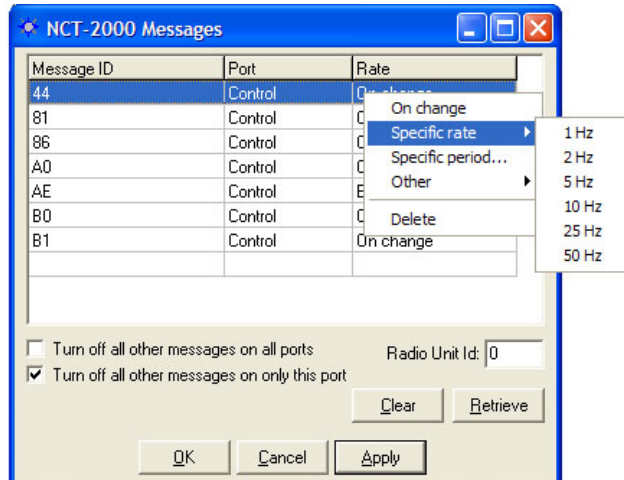 NCT-2000 Messages
Message ID Port Rate
44 Control On change
81 Control
86 Control
A0 Control
AE Control
B0 Control
B1 Control On change
On change
Specific rate
Specific period...
Other
Delete
1 Hz
2 Hz
5 Hz
10 Hz
25 Hz
50 Hz
Turn off all other messages on all ports
Radio Unit Id: 0
Turn off all other messages on only this port
Clear Retrieve
OK Cancel Apply